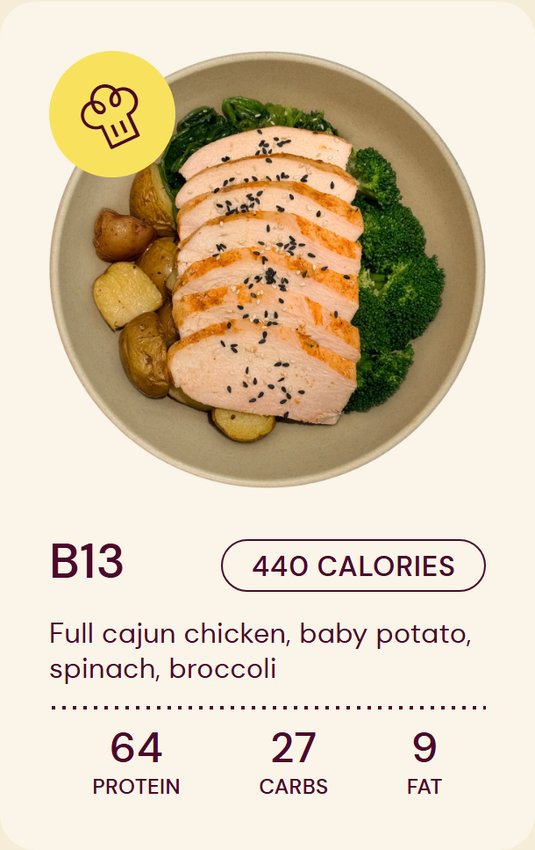 B13
440 CALORIES
Full cajun chicken, baby potato,
spinach, broccoli
64 27 9
PROTEIN CARBS FAT